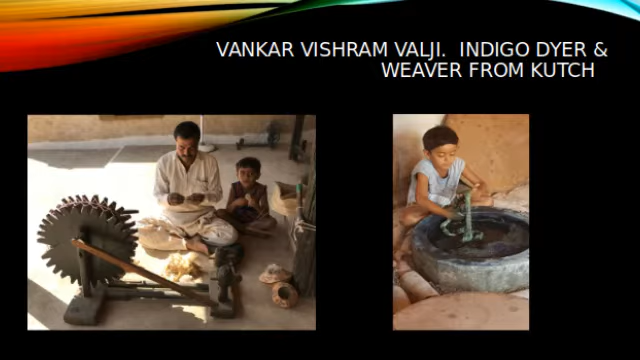 VANKAR VISHRAM VALJI.  INDIGO DYER &
WEAVER FROM KUTCH